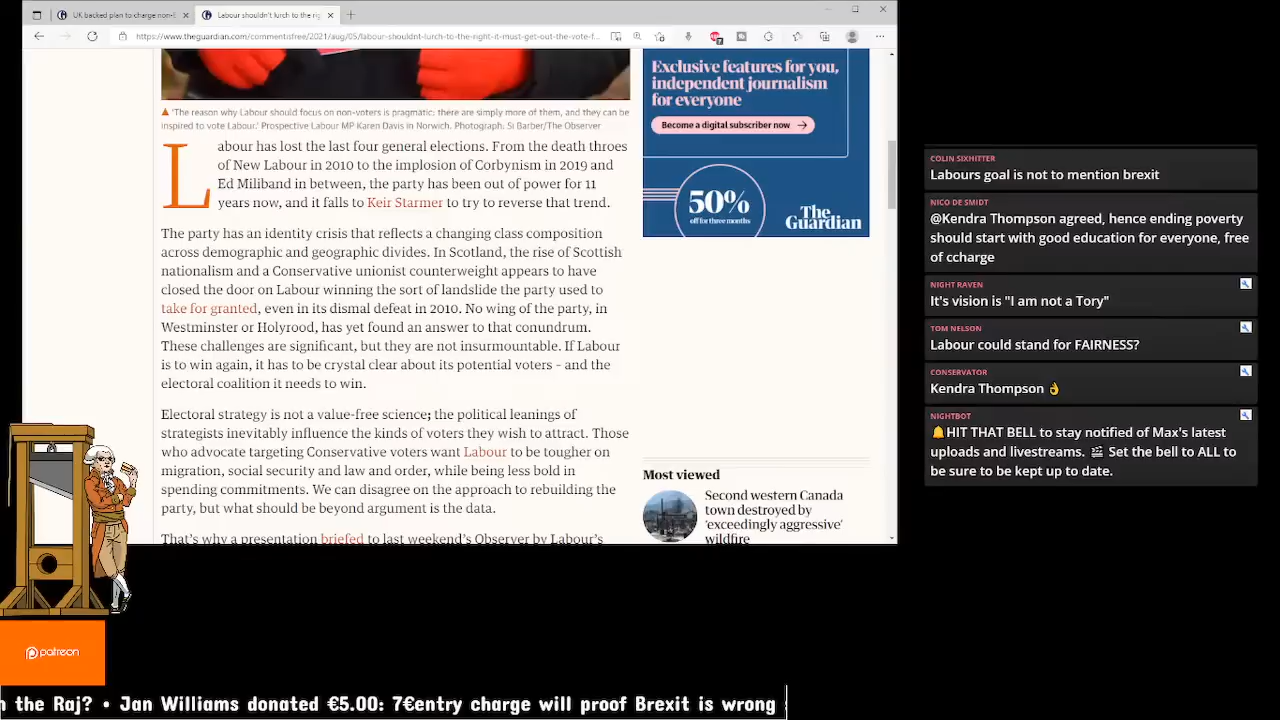 UK backed plan to charge non-E
Labour shouldn't lurch to the rig
https://www.theguardian.com/commentisfree/2021/aug/05/labour-shouldnt-lurch-to-the-right-it-must-get-out-the-vote-f...
'The reason why Labour should focus on non-voters is pragmatic: there are simply more of them, and they can be
inspired to vote Labour.' Prospective Labour MP Karen Davis in Norwich. Photograph: Si Barber/The Observer
Labour has lost the last four general elections. From the death throes
of New Labour in 2010 to the implosion of Corbynism in 2019 and
Ed Miliband in between, the party has been out of power for 11
years now, and it falls to Keir Starmer to try to reverse that trend.
The party has an identity crisis that reflects a changing class composition
across demographic and geographic divides. In Scotland, the rise of Scottish
nationalism and a Conservative unionist counterweight appears to have
closed the door on Labour winning the sort of landslide the party used to
take for granted, even in its dismal defeat in 2010. No wing of the party, in
Westminster or Holyrood, has yet found an answer to that conundrum.
These challenges are significant, but they are not insurmountable. If Labour
is to win again, it has to be crystal clear about its potential voters – and the
electoral coalition it needs to win.
Electoral strategy is not a value-free science; the political leanings of
strategists inevitably influence the kinds of voters they wish to attract. Those
who advocate targeting Conservative voters want Labour to be tougher on
migration, social security and law and order, while being less bold in
spending commitments. We can disagree on the approach to rebuilding the
party, but what should be beyond argument is the data.
That's why a presentation briefed to last weekend's Observer by Labour's
Exclusive features for you,
independent journalism
for everyone
Become a digital subscriber now
50%
off for three months
The
Guardian
Most viewed
Second western Canada
town destroyed by
'exceedingly aggressive'
wildfire
COLIN SIXHITTER
Labours goal is not to mention brexit
NICO DE SMIDT
@Kendra Thompson agreed, hence ending poverty
should start with good education for everyone, free
of ccharge
NIGHT RAVEN
It's vision is "I am not a Tory"
TOM NELSON
Labour could stand for FAIRNESS?
CONSERVATOR
Kendra Thompson 👌
NIGHTBOT
🔔HIT THAT BELL to stay notified of Max's latest
uploads and livestreams. 🎬 Set the bell to ALL to
be sure to be kept up to date.
patreon
n the Raj? • Jan Williams donated €5.00: 7€entry charge will proof Brexit is wrong